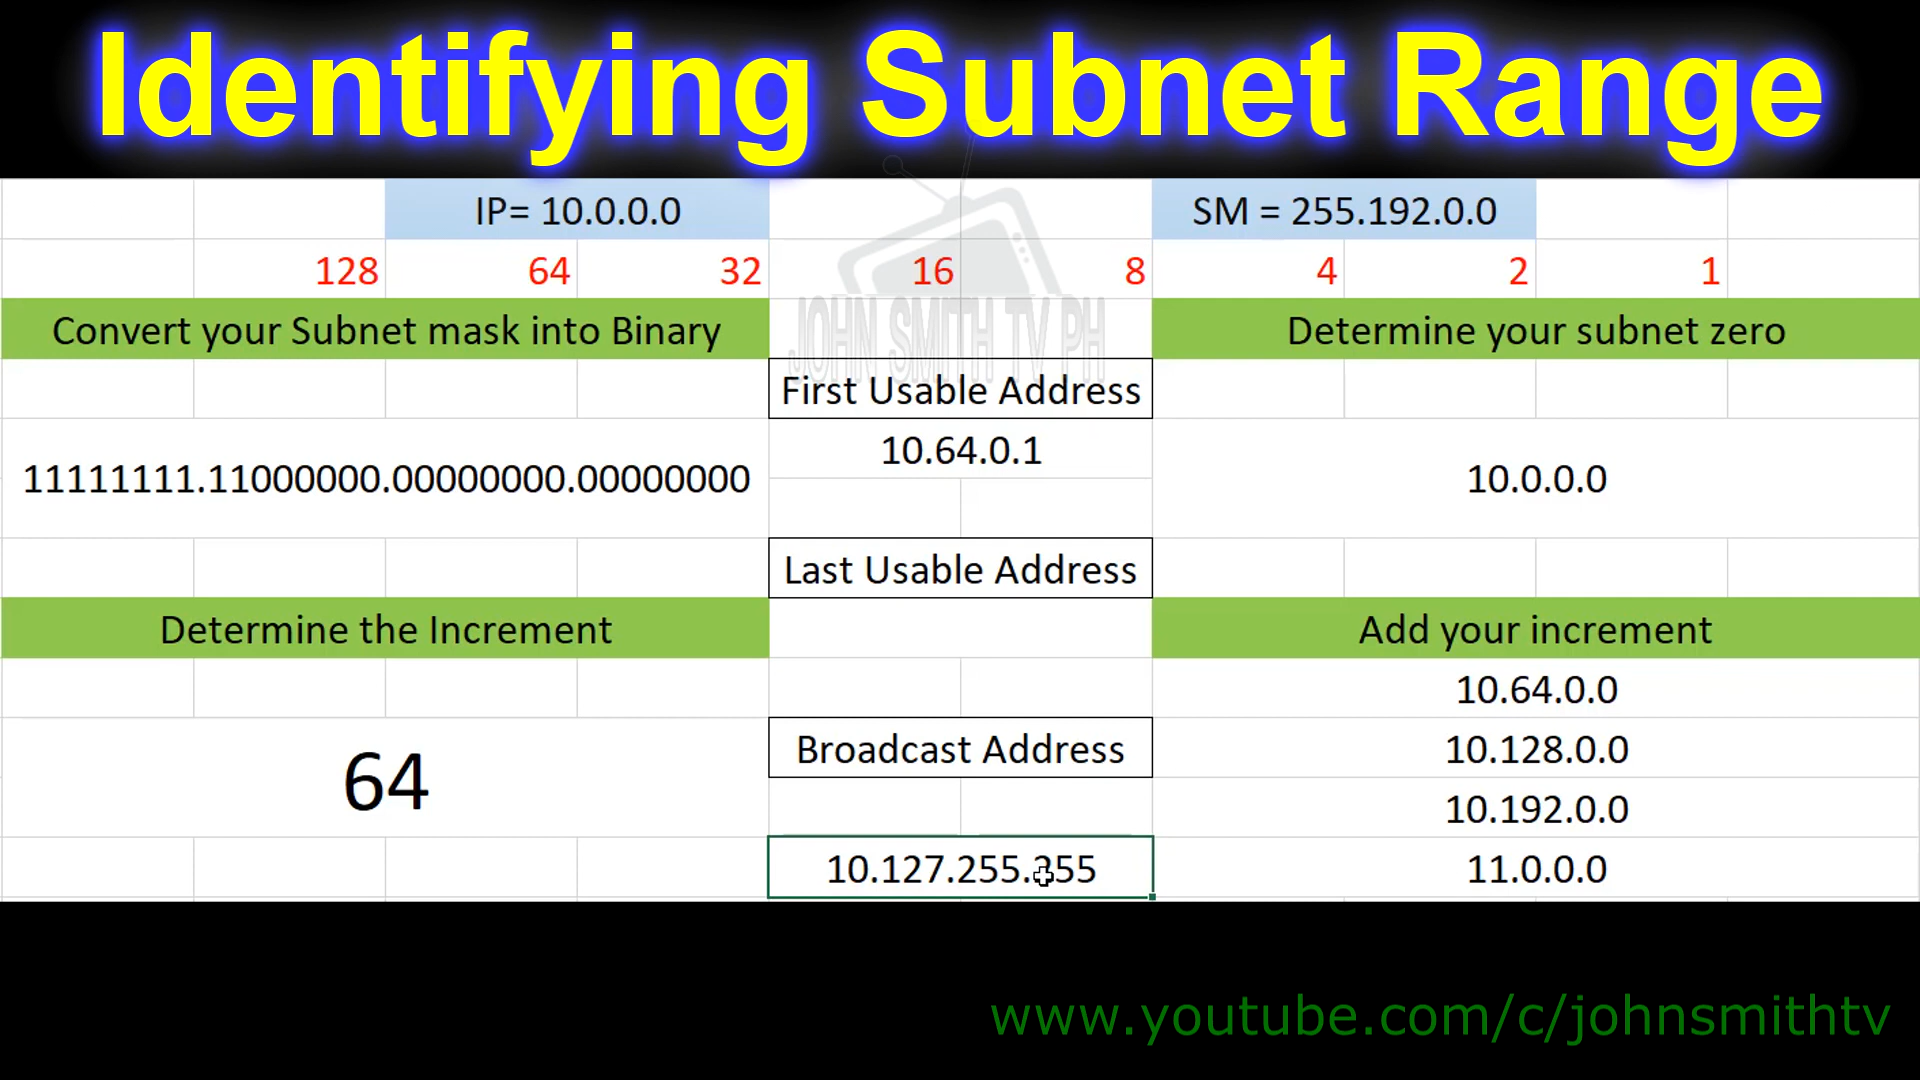 Identifying Subnet Range
IP= 10.0.0.0
SM = 255.192.0.0
128 64 32 16 8 4 2 1
JOHN SMITH TV PH
Convert your Subnet mask into Binary
Determine your subnet zero
First Usable Address
10.64.0.1
11111111.11000000.00000000.00000000
10.0.0.0
Last Usable Address
Determine the Increment
Add your increment
10.64.0.0
64
Broadcast Address
10.128.0.0
10.192.0.0
10.127.255.255
11.0.0.0
www.youtube.com/c/johnsmithtv